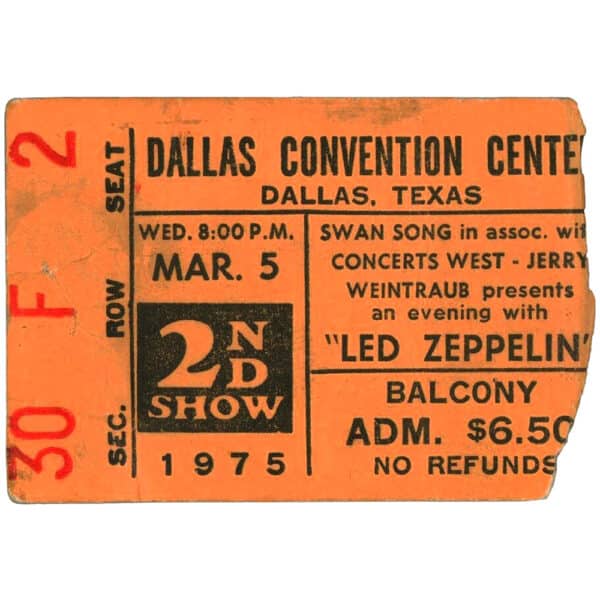 SEC. ROW SEAT
30 F 2
DALLAS CONVENTION CENTE
DALLAS, TEXAS
WED. 8:00 P.M.
MAR. 5
2ND
SHOW
1975
SWAN SONG in assoc. wit
CONCERTS WEST - JERRY
WEINTRAUB presents
an evening with
"LED ZEPPELIN"
BALCONY
ADM. $6.50
NO REFUNDS